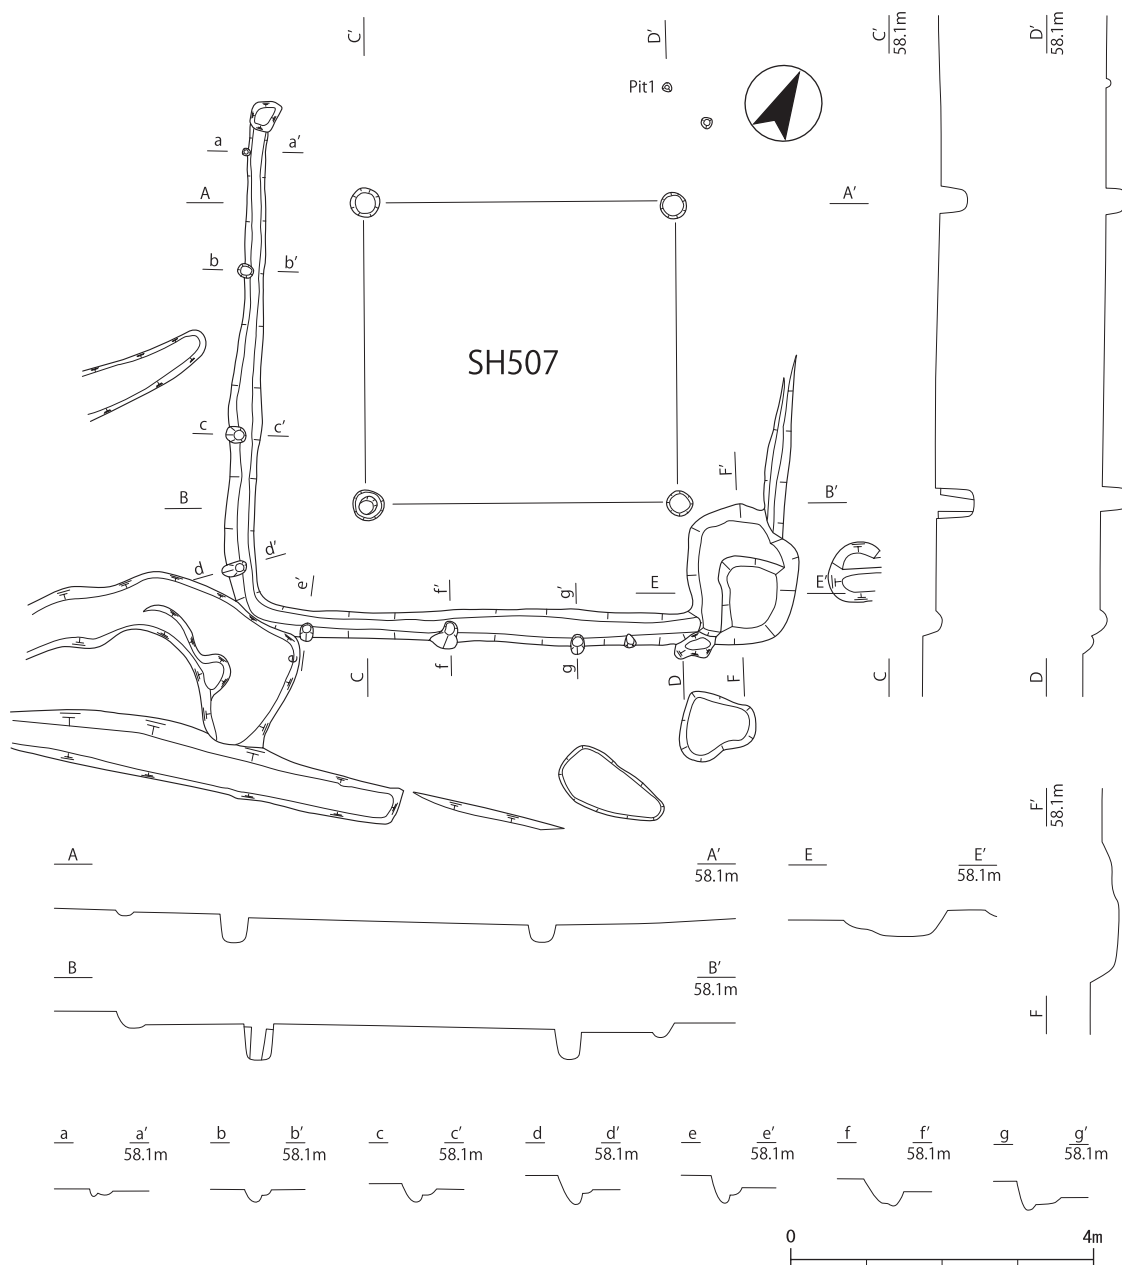 C′
D′
C′
58.1m
D′
58.1m
Pit1
a
a′
A
A′
b
b′
SH507
c
c′
F′
B
B′
d′
d
e′
f′
g′
E
E′
e
f
g
C
D
F
C
D
F′
58.1m
A
A′
58.1m
E
E′
58.1m
B
B′
58.1m
F
a
a′
58.1m
b
b′
58.1m
c
c′
58.1m
d
d′
58.1m
e
e′
58.1m
f
f′
58.1m
g
g′
58.1m
0
4m